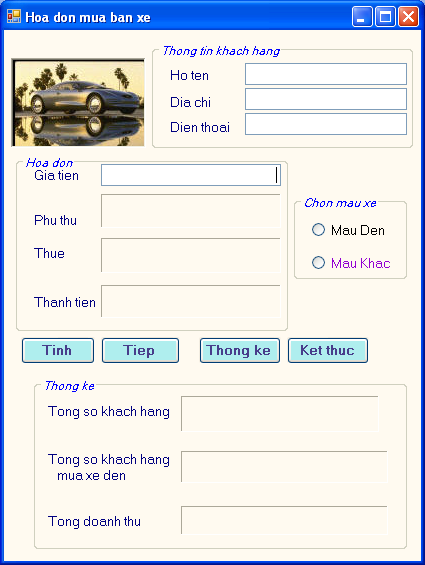 Hoa don mua ban xe
Thong tin khach hang
Ho ten
Dia chi
Dien thoai
Hoa don
Gia tien
Phu thu
Thue
Thanh tien
Chon mau xe
Mau Den
Mau Khac
Tinh Tiep Thong ke Ket thuc
Thong ke
Tong so khach hang
Tong so khach hang
mua xe den
Tong doanh thu